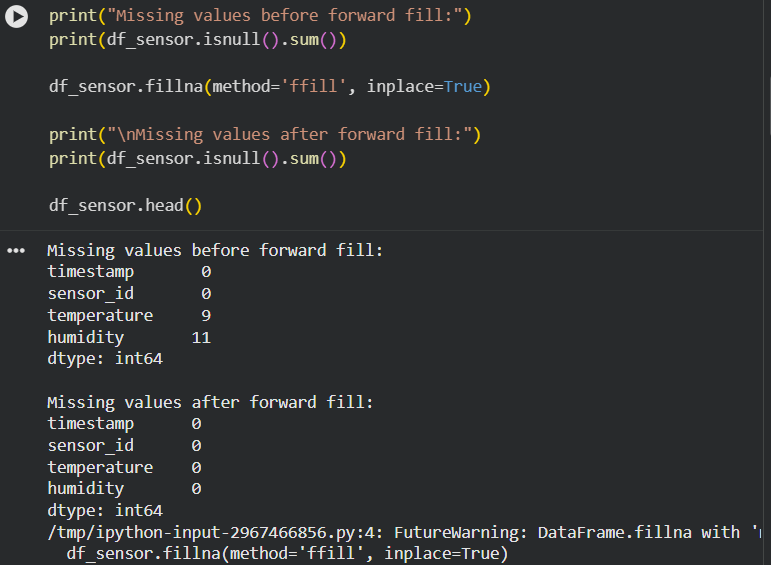 print("Missing values before forward fill:")
print(df_sensor.isnull().sum())
df_sensor.fillna(method='ffill', inplace=True)
print("\nMissing values after forward fill:")
print(df_sensor.isnull().sum())
df_sensor.head()
Missing values before forward fill:
timestamp 0
sensor_id 0
temperature 9
humidity 11
dtype: int64
Missing values after forward fill:
timestamp 0
sensor_id 0
temperature 0
humidity 0
dtype: int64
/tmp/ipython-input-2967466856.py:4: FutureWarning: DataFrame.fillna with '
df_sensor.fillna(method='ffill', inplace=True)